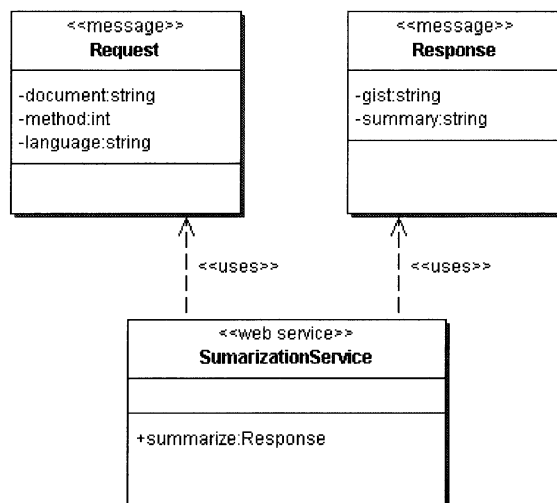 <<message>>
Request
-document:string
-method:int
-language:string
<<message>>
Response
-gist:string
-summary:string
<<uses>>
<<uses>>
<<web service>>
SumarizationService
+summarize:Response